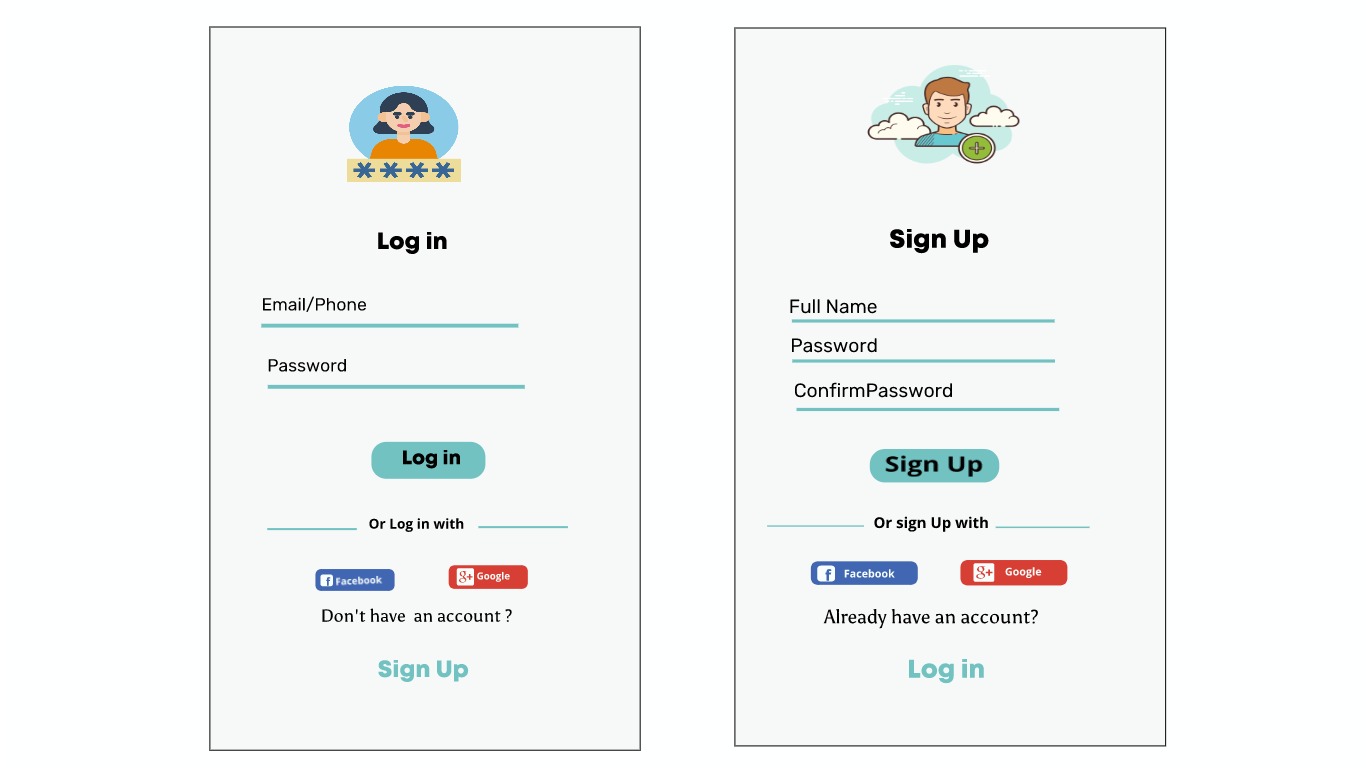 Log in
Email/Phone
Password
Log in
Or Log in with
f Facebook
g+ Google
Don't have an account ?
Sign Up
Sign Up
Full Name
Password
ConfirmPassword
Sign Up
Or sign Up with
f Facebook
g+ Google
Already have an account?
Log in